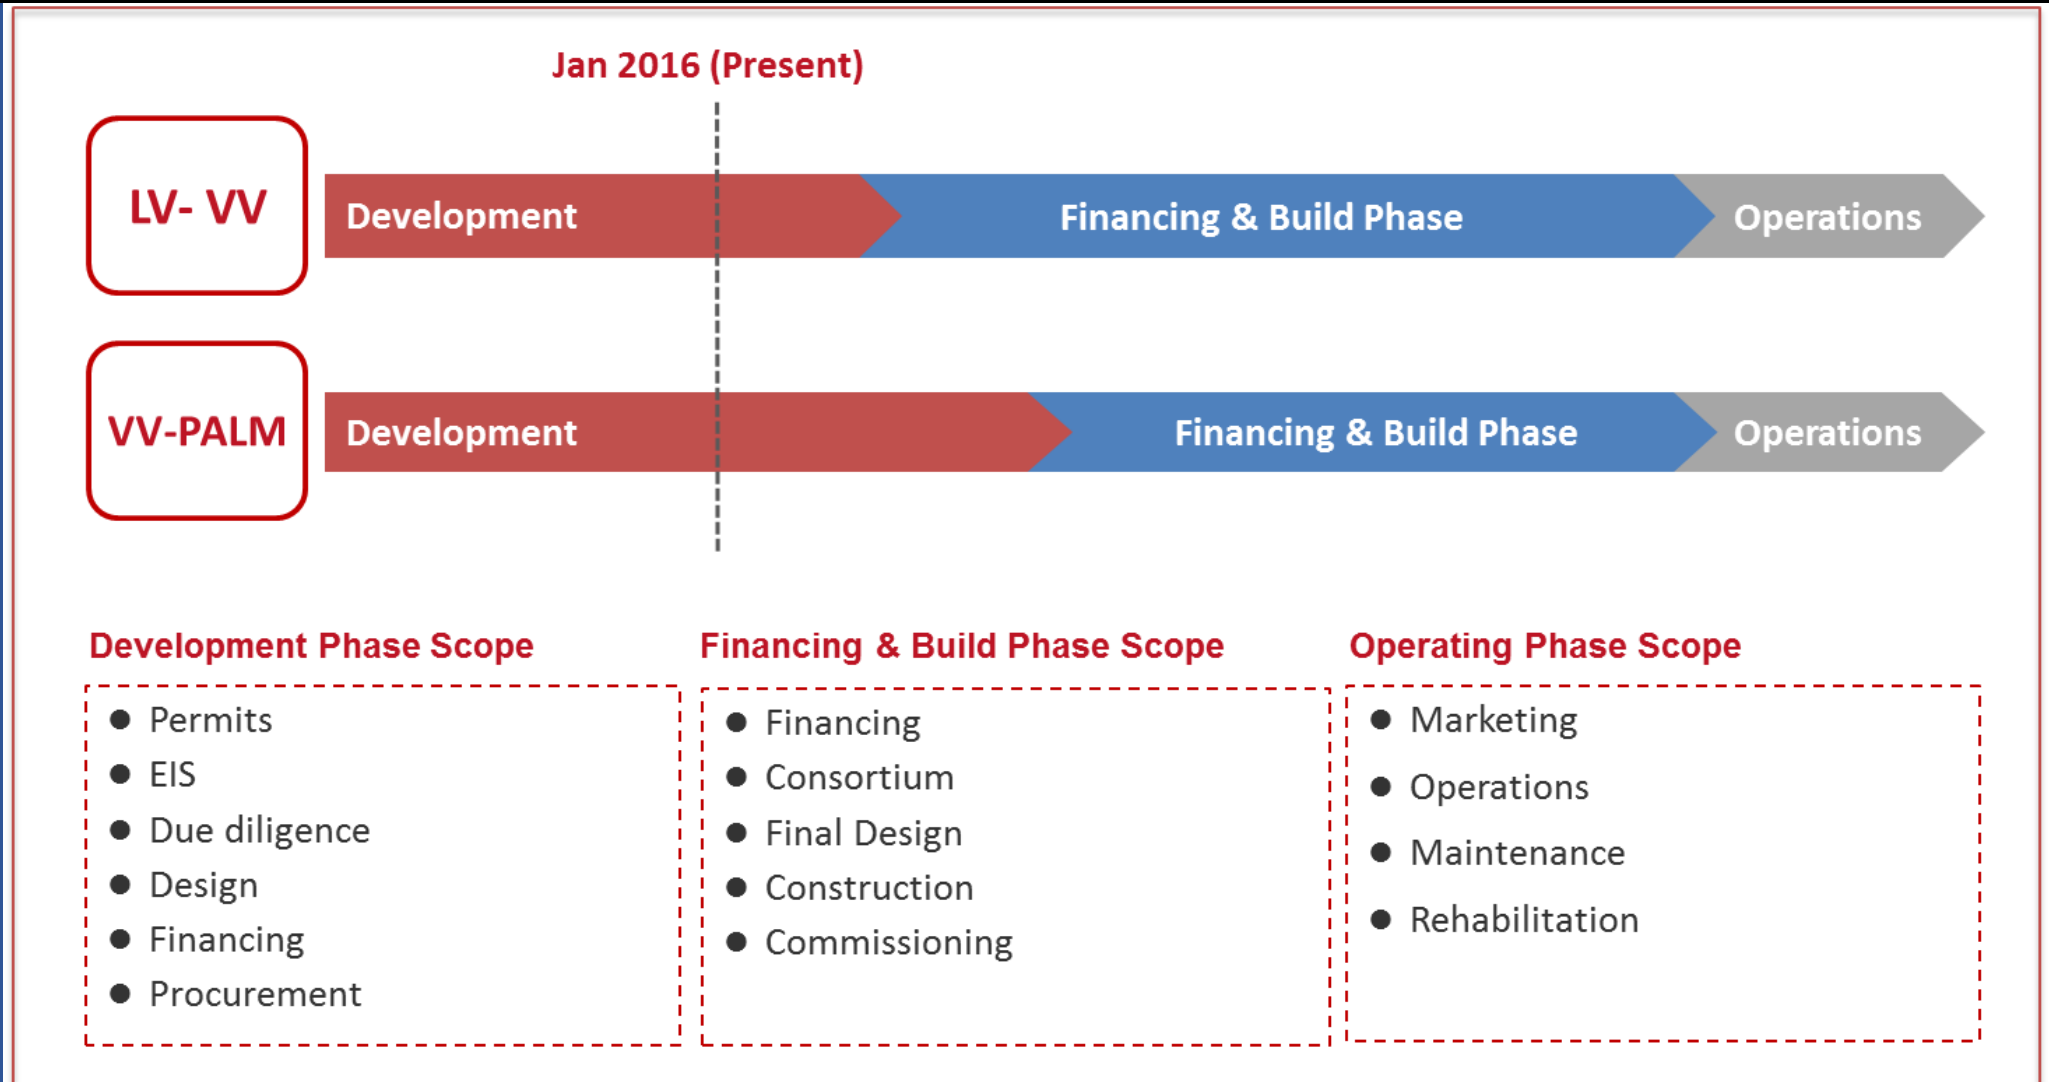 Jan 2016 (Present)
LV- VV
Development
Financing & Build Phase
Operations
VV-PALM
Development
Financing & Build Phase
Operations
Development Phase Scope
● Permits
● EIS
● Due diligence
● Design
● Financing
● Procurement
Financing & Build Phase Scope
● Financing
● Consortium
● Final Design
● Construction
● Commissioning
Operating Phase Scope
● Marketing
● Operations
● Maintenance
● Rehabilitation